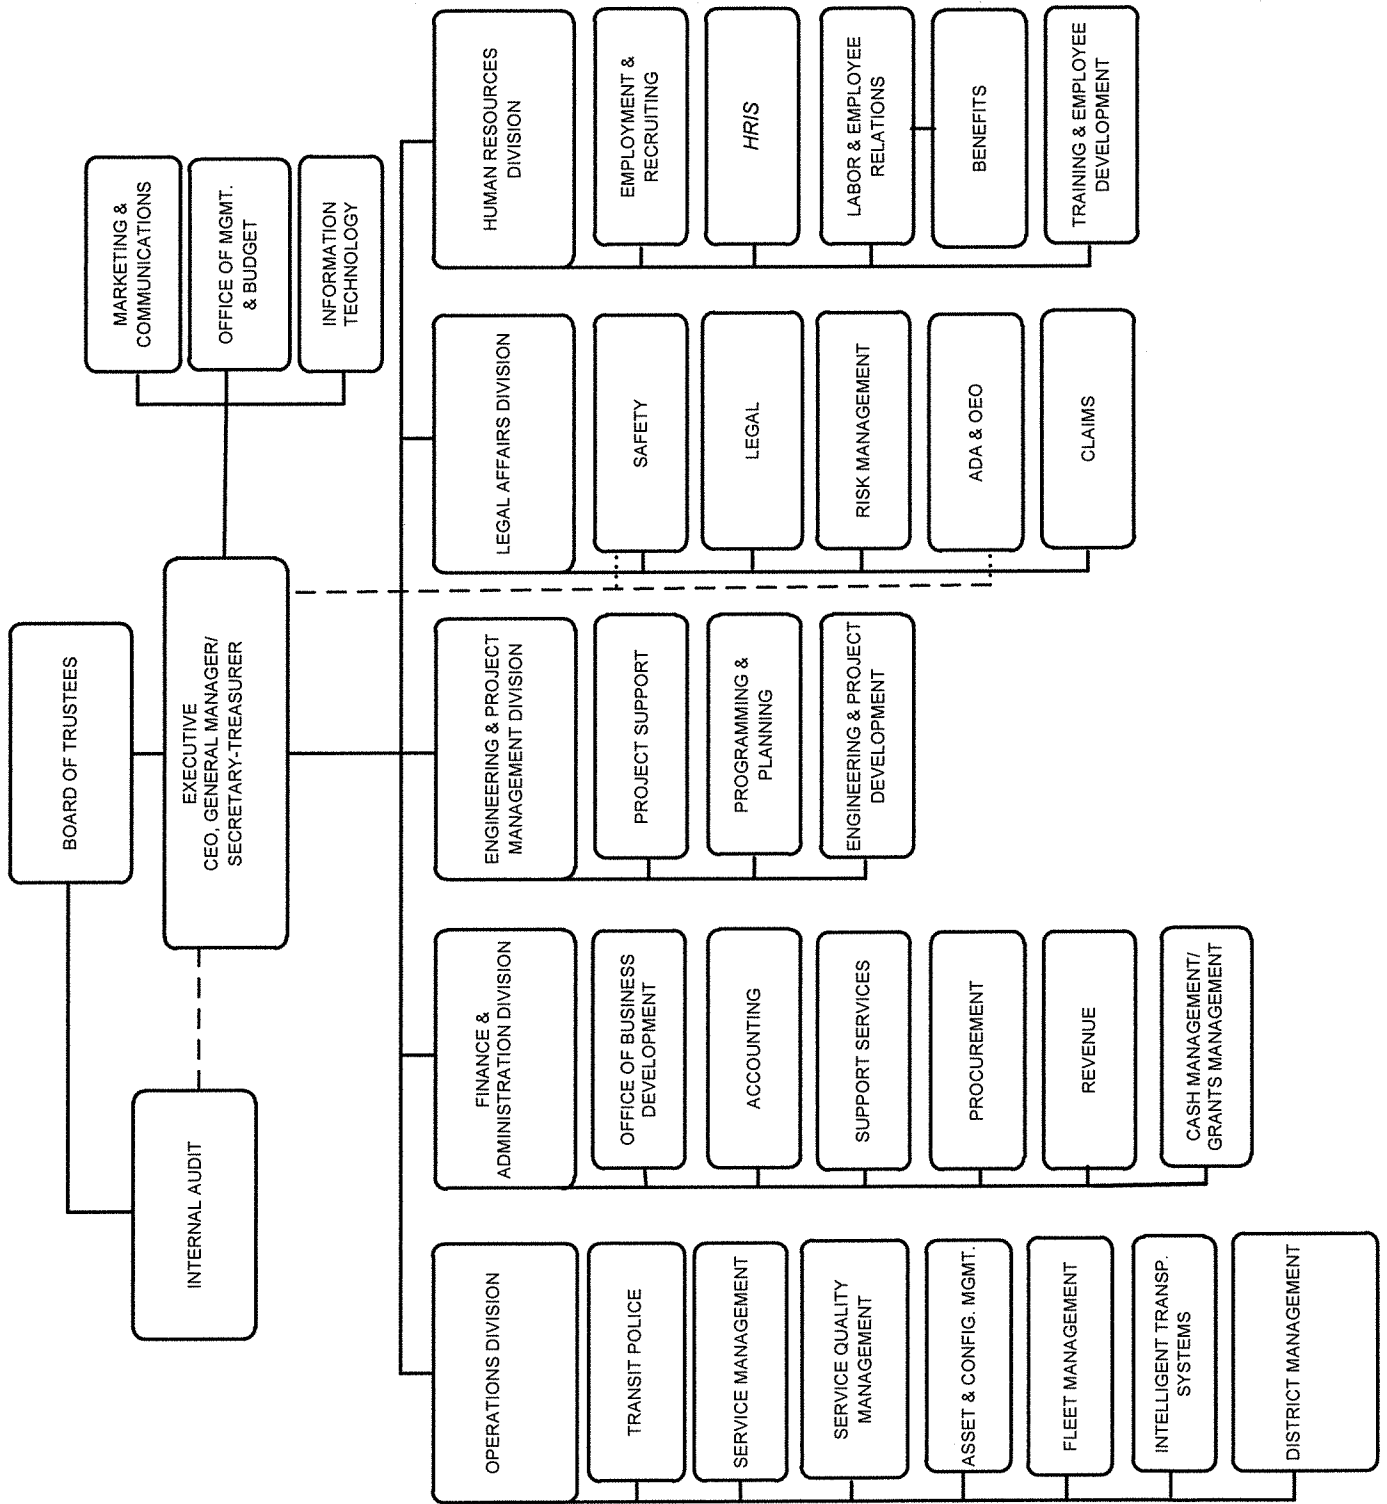 BOARD OF TRUSTEES
INTERNAL AUDIT
EXECUTIVE
CEO, GENERAL MANAGER/
SECRETARY-TREASURER
MARKETING &
COMMUNICATIONS
OFFICE OF MGMT.
& BUDGET
INFORMATION
TECHNOLOGY
OPERATIONS DIVISION
TRANSIT POLICE
SERVICE MANAGEMENT
SERVICE QUALITY
MANAGEMENT
ASSET & CONFIG. MGMT.
FLEET MANAGEMENT
INTELLIGENT TRANSP.
SYSTEMS
DISTRICT MANAGEMENT
FINANCE &
ADMINISTRATION DIVISION
OFFICE OF BUSINESS
DEVELOPMENT
ACCOUNTING
SUPPORT SERVICES
PROCUREMENT
REVENUE
CASH MANAGEMENT/
GRANTS MANAGEMENT
ENGINEERING & PROJECT
MANAGEMENT DIVISION
PROJECT SUPPORT
PROGRAMMING &
PLANNING
ENGINEERING & PROJECT
DEVELOPMENT
LEGAL AFFAIRS DIVISION
SAFETY
LEGAL
RISK MANAGEMENT
ADA & OEO
CLAIMS
HUMAN RESOURCES
DIVISION
EMPLOYMENT &
RECRUITING
HRIS
LABOR & EMPLOYEE
RELATIONS
BENEFITS
TRAINING & EMPLOYEE
DEVELOPMENT